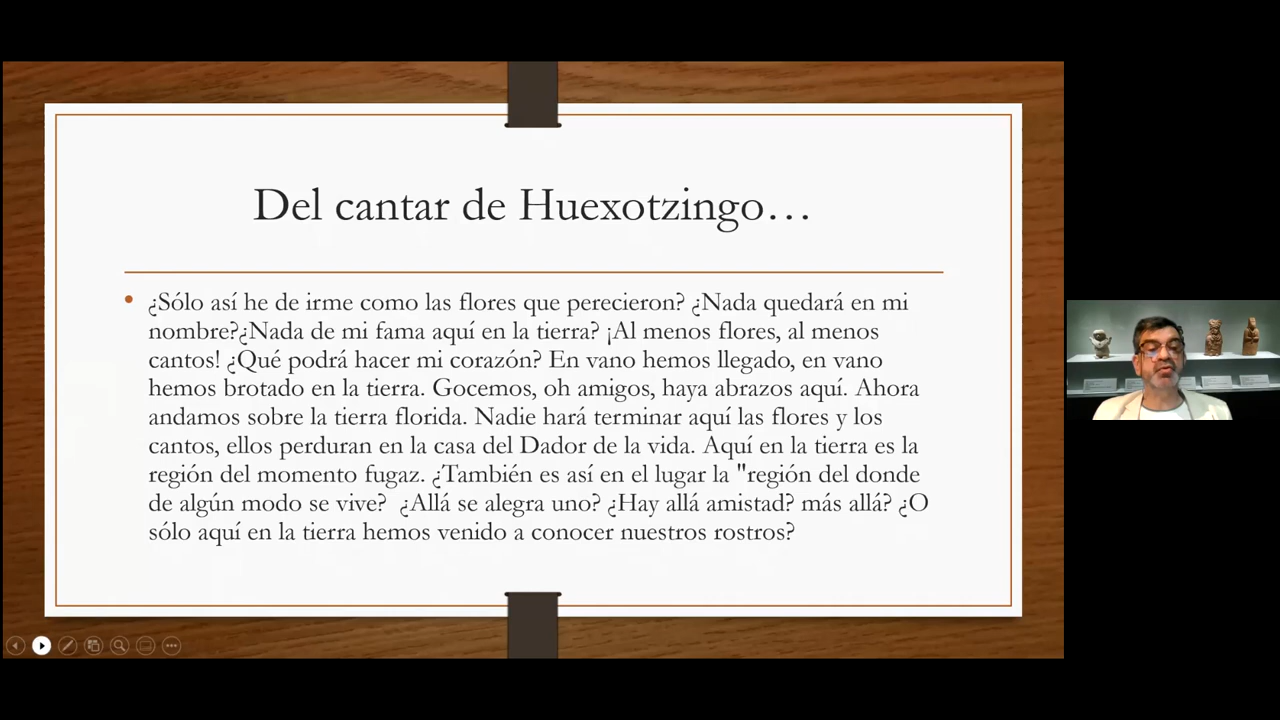 Del cantar de Huexotzingo…
• ¿Sólo así he de irme como las flores que perecieron? ¿Nada quedará en mi
nombre?¿Nada de mi fama aquí en la tierra? ¡Al menos flores, al menos
cantos! ¿Qué podrá hacer mi corazón? En vano hemos llegado, en vano
hemos brotado en la tierra. Gocemos, oh amigos, haya abrazos aquí. Ahora
andamos sobre la tierra florida. Nadie hará terminar aquí las flores y los
cantos, ellos perduran en la casa del Dador de la vida. Aquí en la tierra es la
región del momento fugaz. ¿También es así en el lugar la "región del donde
de algún modo se vive?  ¿Allá se alegra uno? ¿Hay allá amistad? más allá? ¿O
sólo aquí en la tierra hemos venido a conocer nuestros rostros?